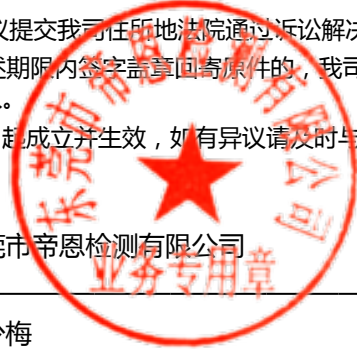 议提交我司住所地法院通过诉讼解决
述期限内签字盖章回寄原件的，我司
起成立并生效，如有异议请及时与
莞市帝恩检测有限公司
梅
东莞市帝恩检测有限公司
业务专用章